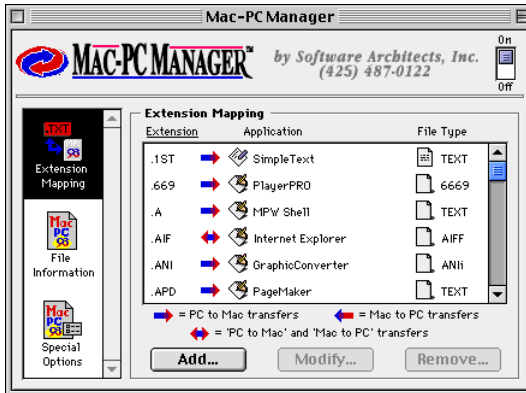 Mac-PC Manager
MAC-PC MANAGER™
by Software Architects, Inc.
(425) 487-0122
On
Off
.TXT
98
Extension
Mapping
Mac
PC
98
File
Information
Mac
PC
98
Special
Options
Extension Mapping
Extension Application File Type
.1ST SimpleText TEXT
.669 PlayerPRO 6669
.A MPW Shell TEXT
.AIF Internet Explorer AIFF
.ANI GraphicConverter ANIi
.APD PageMaker TEXT
= PC to Mac transfers = Mac to PC transfers
= 'PC to Mac' and 'Mac to PC' transfers
Add... Modify... Remove...